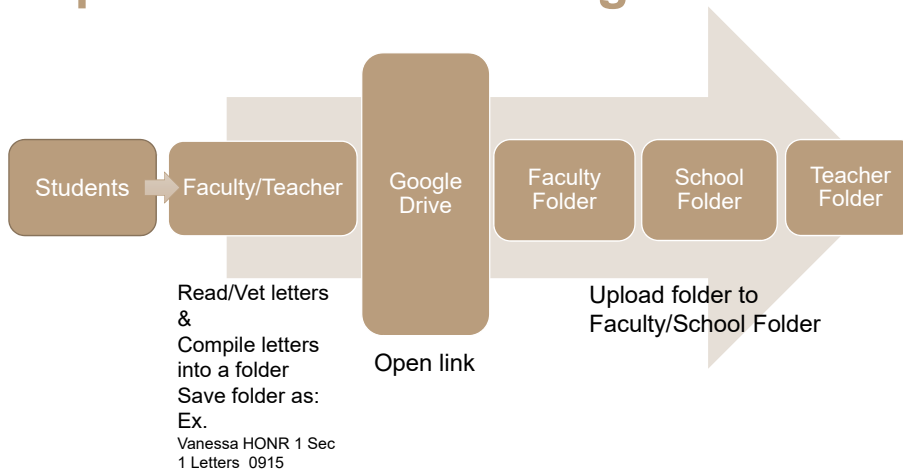 Students
Faculty/Teacher
Google
Drive
Faculty
Folder
School
Folder
Teacher
Folder
Read/Vet letters
&
Compile letters
into a folder
Save folder as:
Ex.
Vanessa HONR 1 Sec
1 Letters 0915
Open link
Upload folder to
Faculty/School Folder